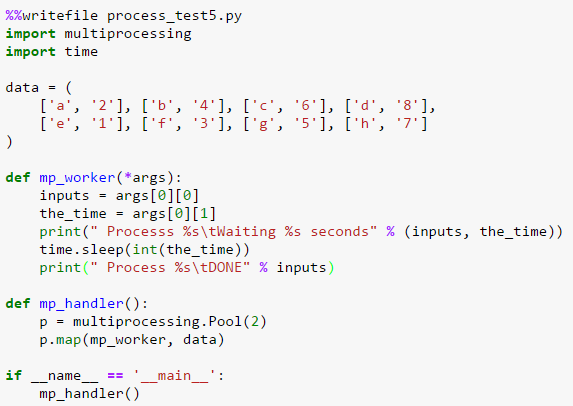 %%writefile process_test5.py
import multiprocessing
import time

data = (
    ['a', '2'], ['b', '4'], ['c', '6'], ['d', '8'],
    ['e', '1'], ['f', '3'], ['g', '5'], ['h', '7']
)

def mp_worker(*args):
    inputs = args[0][0]
    the_time = args[0][1]
    print(" Processs %s\tWaiting %s seconds" % (inputs, the_time))
    time.sleep(int(the_time))
    print(" Process %s\tDONE" % inputs)

def mp_handler():
    p = multiprocessing.Pool(2)
    p.map(mp_worker, data)

if __name__ == '__main__':
    mp_handler()